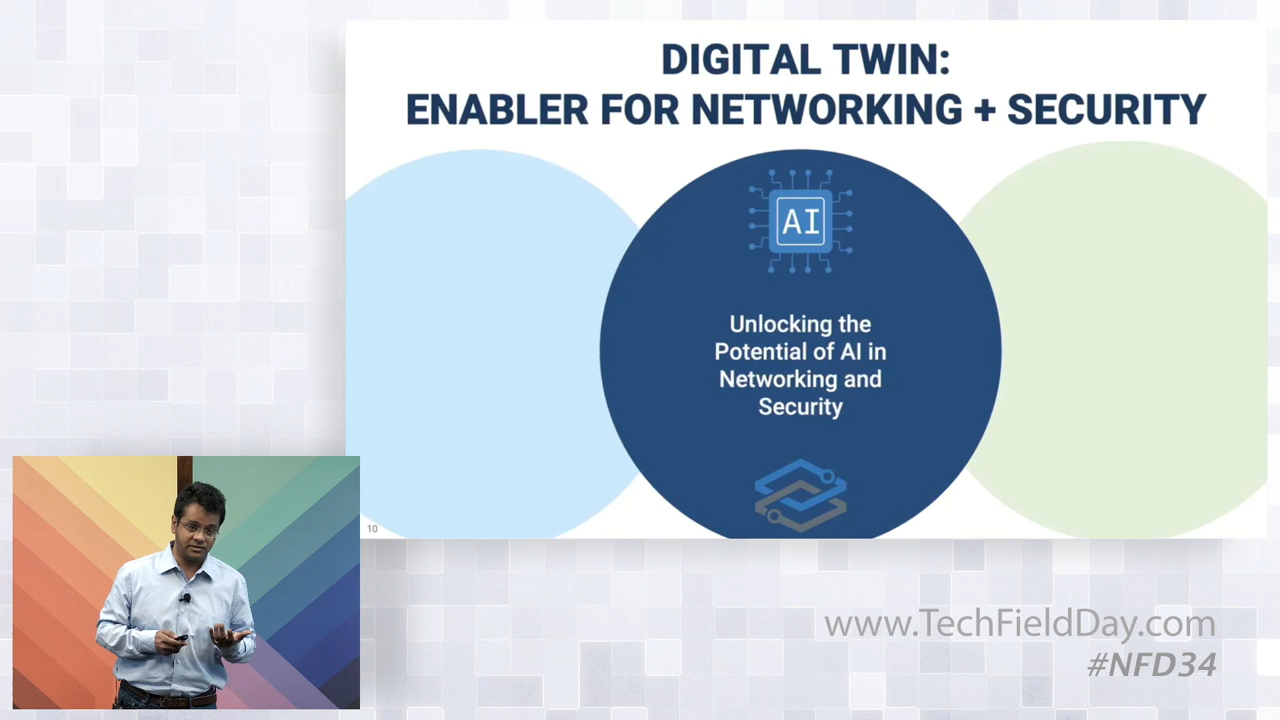 DIGITAL TWIN:
ENABLER FOR NETWORKING + SECURITY
AI
Unlocking the
Potential of AI in
Networking and
Security
10
www.TechFieldDay.com
#NFD34